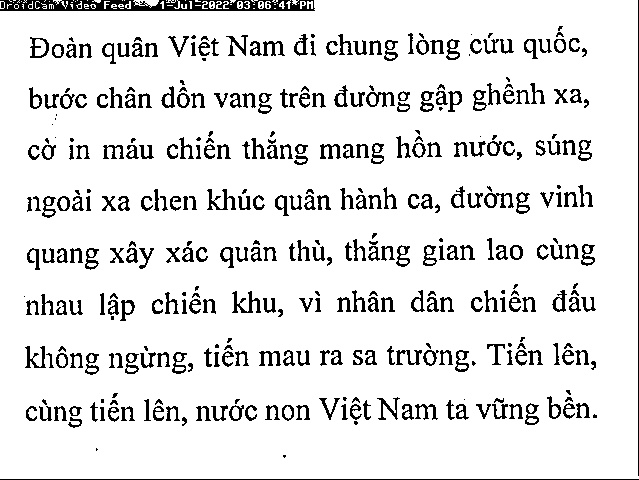 DroidCam Video Feed 1-Jul-2022 03:06:41 PM
Đoàn quân Việt Nam đi chung lòng cứu quốc,
bước chân dồn vang trên đường gập ghềnh xa,
cờ in máu chiến thắng mang hồn nước, súng
ngoài xa chen khúc quân hành ca, đường vinh
quang xây xác quân thù, thắng gian lao cùng
nhau lập chiến khu, vì nhân dân chiến đấu
không ngừng, tiến mau ra sa trường. Tiến lên,
cùng tiến lên, nước non Việt Nam ta vững bền.